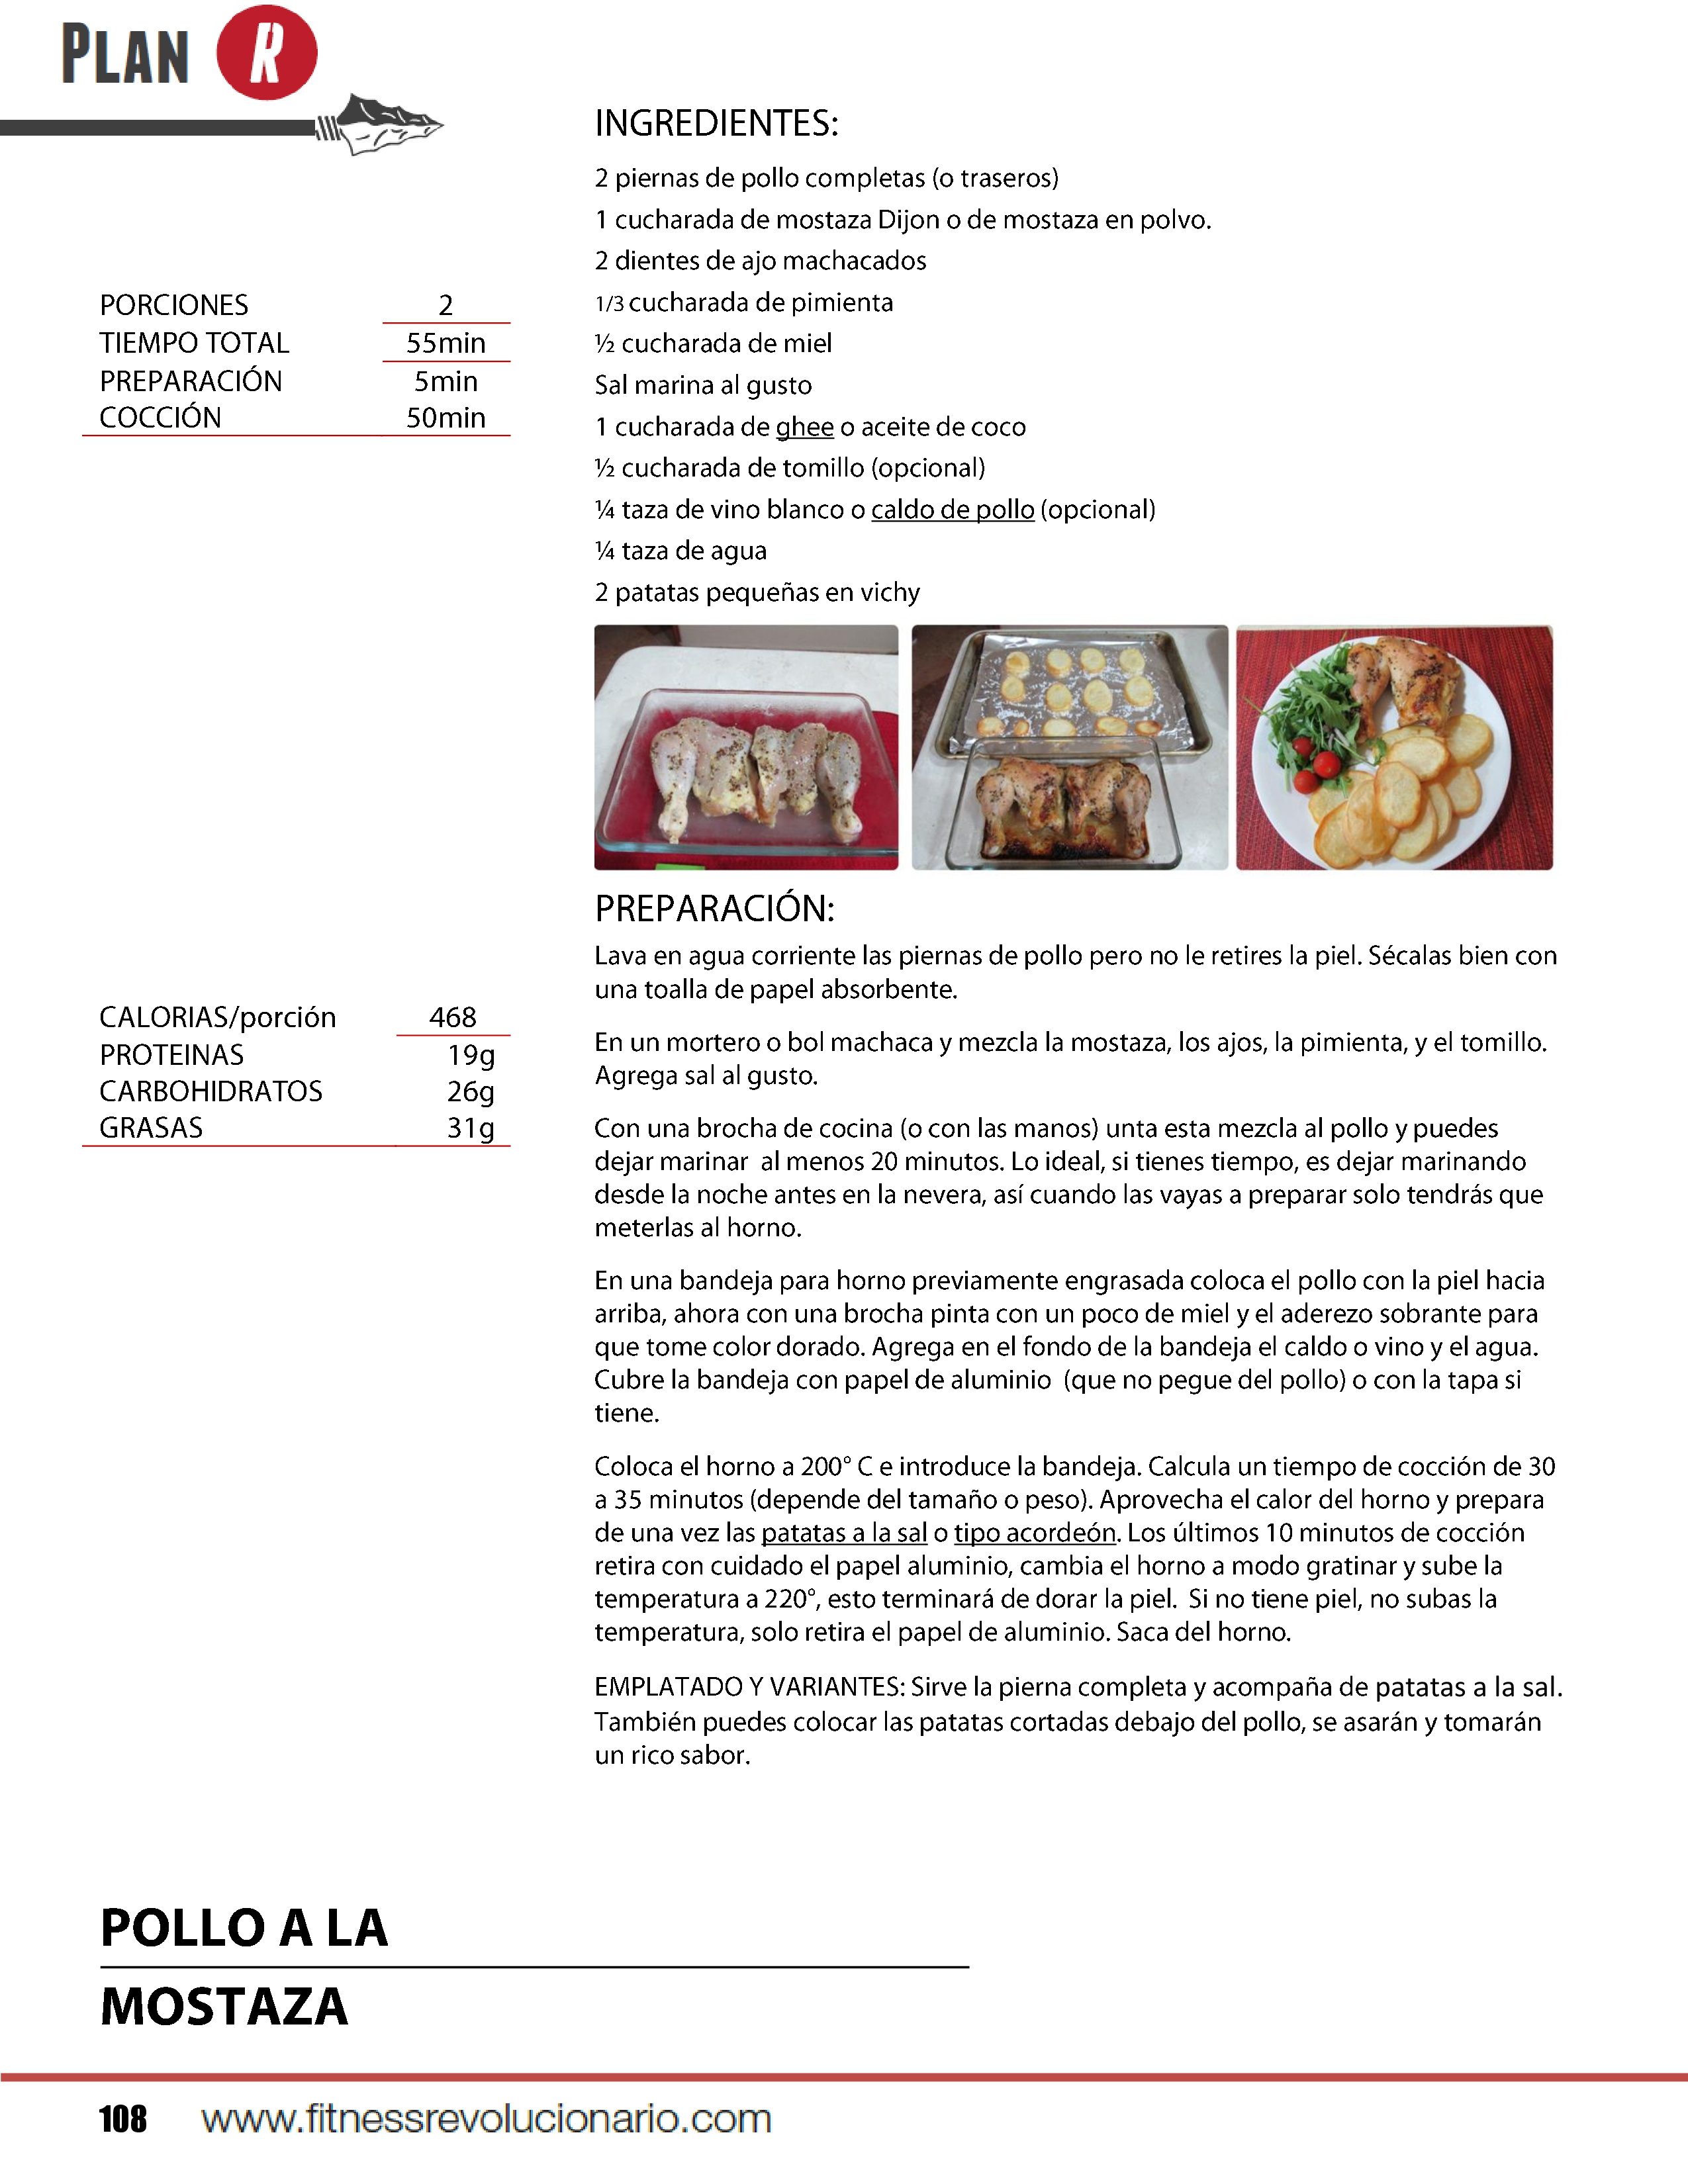 PLAN R
INGREDIENTES:
2 piernas de pollo completas (o traseros)
1 cucharada de mostaza Dijon o de mostaza en polvo.
2 dientes de ajo machacados
1/3 cucharada de pimienta
½ cucharada de miel
Sal marina al gusto
1 cucharada de ghee o aceite de coco
½ cucharada de tomillo (opcional)
¼ taza de vino blanco o caldo de pollo (opcional)
¼ taza de agua
2 patatas pequeñas en vichy
PORCIONES 2
TIEMPO TOTAL 55min
PREPARACIÓN 5min
COCCIÓN 50min
PREPARACIÓN:
Lava en agua corriente las piernas de pollo pero no le retires la piel. Sécalas bien con
una toalla de papel absorbente.
En un mortero o bol machaca y mezcla la mostaza, los ajos, la pimienta, y el tomillo.
Agrega sal al gusto.
Con una brocha de cocina (o con las manos) unta esta mezcla al pollo y puedes
dejar marinar al menos 20 minutos. Lo ideal, si tienes tiempo, es dejar marinando
desde la noche antes en la nevera, así cuando las vayas a preparar solo tendrás que
meterlas al horno.
En una bandeja para horno previamente engrasada coloca el pollo con la piel hacia
arriba, ahora con una brocha pinta con un poco de miel y el aderezo sobrante para
que tome color dorado. Agrega en el fondo de la bandeja el caldo o vino y el agua.
Cubre la bandeja con papel de aluminio (que no pegue del pollo) o con la tapa si
tiene.
Coloca el horno a 200° C e introduce la bandeja. Calcula un tiempo de cocción de 30
a 35 minutos (depende del tamaño o peso). Aprovecha el calor del horno y prepara
de una vez las patatas a la sal o tipo acordeón. Los últimos 10 minutos de cocción
retira con cuidado el papel aluminio, cambia el horno a modo gratinar y sube la
temperatura a 220°, esto terminará de dorar la piel. Si no tiene piel, no subas la
temperatura, solo retira el papel de aluminio. Saca del horno.
EMPLATADO Y VARIANTES: Sirve la pierna completa y acompaña de patatas a la sal.
También puedes colocar las patatas cortadas debajo del pollo, se asarán y tomarán
un rico sabor.
CALORIAS/porción 468
PROTEINAS 19g
CARBOHIDRATOS 26g
GRASAS 31g
POLLO A LA
MOSTAZA
108 www.fitnessrevolucionario.com